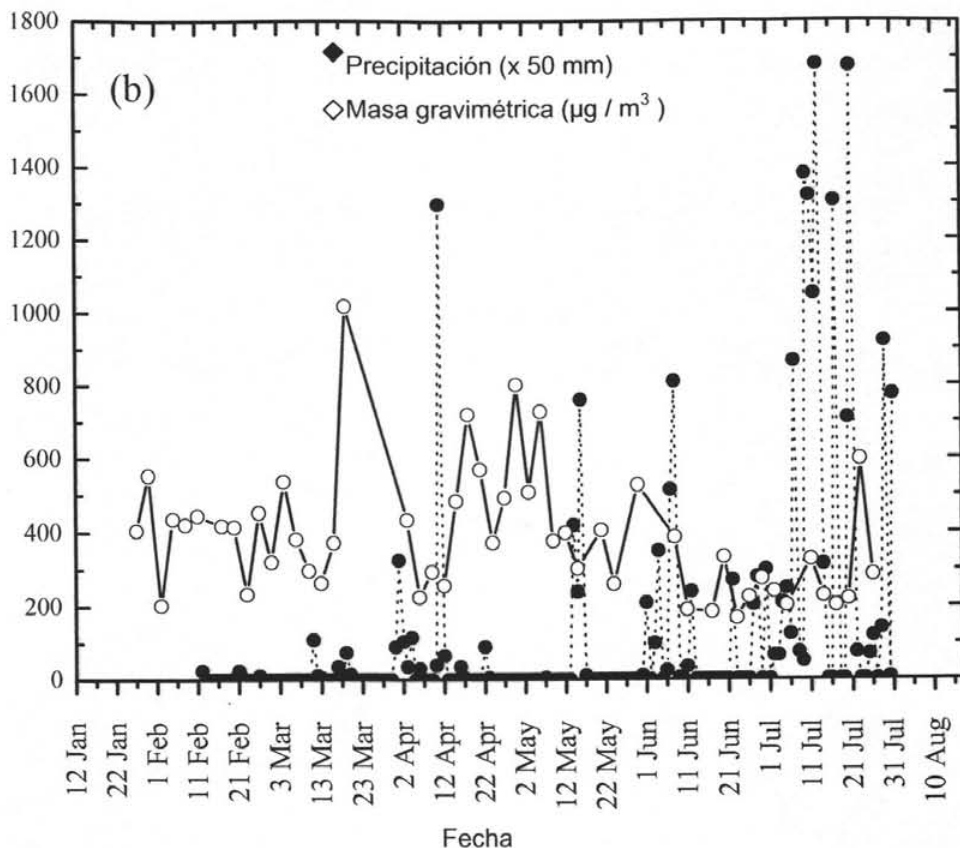 1800
1600
1400
1200
1000
800
600
400
200
0
(b)
Precipitación (x 50 mm)
Masa gravimétrica (µg / m³ )
12 Jan
22 Jan
1 Feb
11 Feb
21 Feb
3 Mar
13 Mar
23 Mar
2 Apr
12 Apr
22 Apr
2 May
12 May
22 May
1 Jun
11 Jun
21 Jun
1 Jul
11 Jul
21 Jul
31 Jul
10 Aug
Fecha